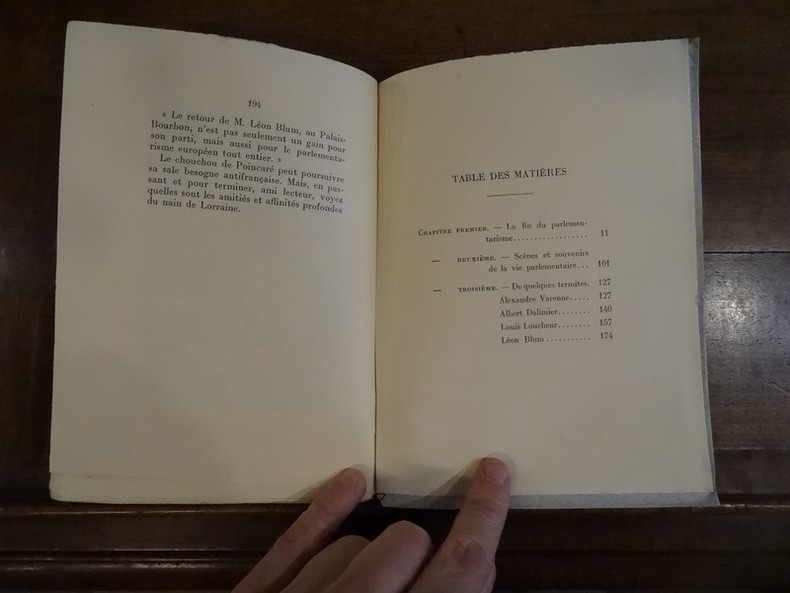 194
« Le retour de M. Léon Blum, au Palais-
Bourbon, n'est pas seulement un gain pour
son parti, mais aussi pour le parlementa-
risme européen tout entier. »
Le chouchou de Poincaré peut poursuivre
sa sale besogne antifrançaise. Mais, en pas-
sant et pour terminer, ami lecteur, voyez
quelles sont les amitiés et affinités profondes
du nain de Lorraine.
TABLE DES MATIÈRES
CHAPITRE PREMIER. — La fin du parlemen-
tarisme.................. 11
— DEUXIÈME. — Scènes et souvenirs
de la vie parlementaire... 101
— TROISIÈME. — De quelques termites. 127
Alexandre Varenne..... 127
Albert Dalimier........ 140
Louis Loucheur........ 157
Léon Blum ........... 174